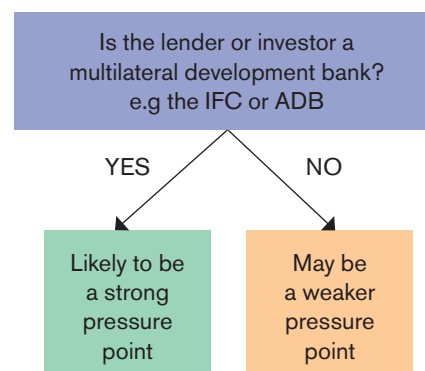 Is the lender or investor a
multilateral development bank?
e.g the IFC or ADB
YES
NO
Likely to be
a strong
pressure
point
May be
a weaker
pressure
point